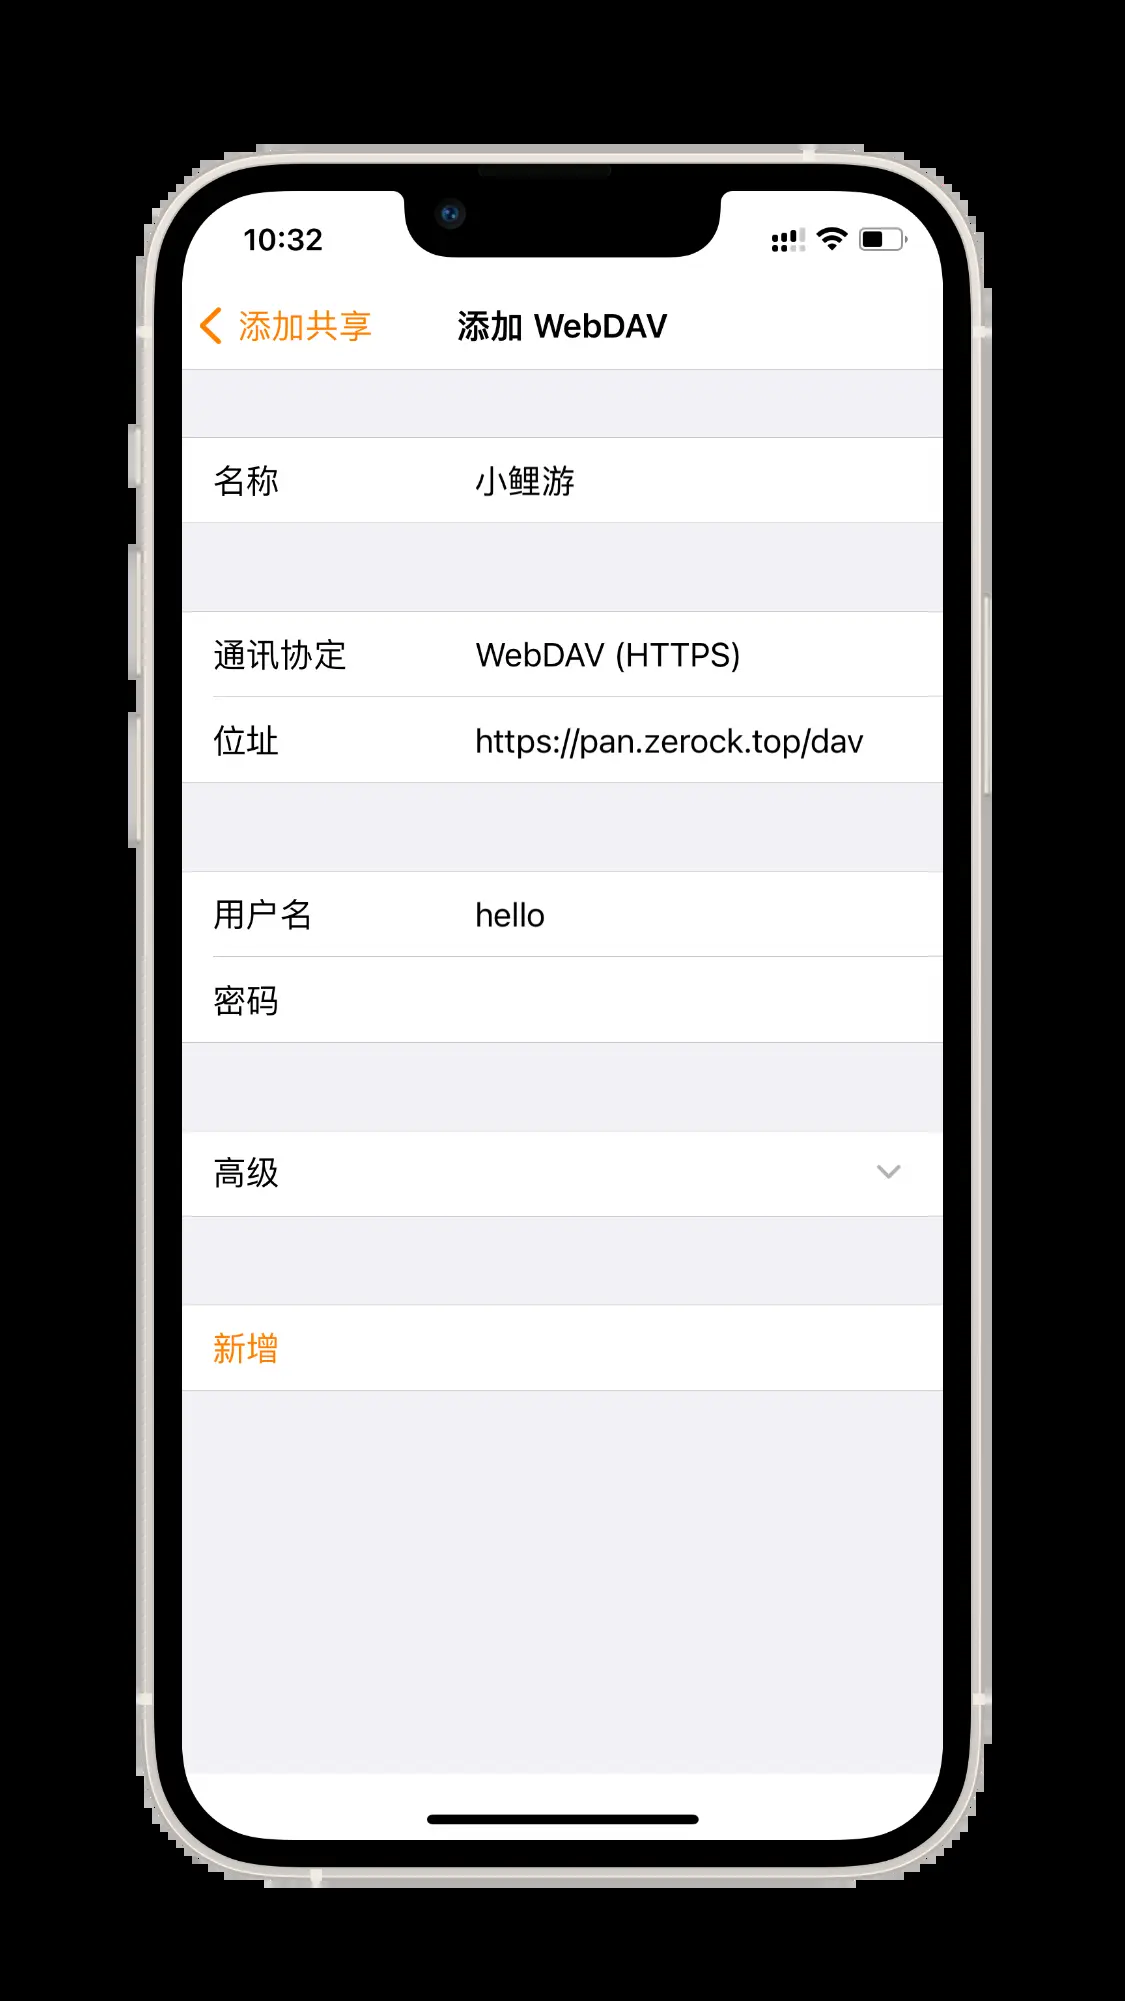 10:32
添加共享
添加 WebDAV
名称 小鲤游
通讯协定 WebDAV (HTTPS)
位址 https://pan.zerock.top/dav
用户名 hello
密码
高级
新增